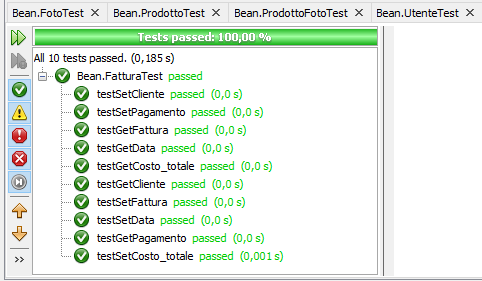 Bean.FotoTest × Bean.ProdottoTest × Bean.ProdottoFotoTest × Bean.UtenteTest ×
Tests passed: 100,00 %
All 10 tests passed. (0,185 s)
Bean.FatturaTest passed
testSetCliente passed (0,0 s)
testSetPagamento passed (0,0 s)
testGetFattura passed (0,0 s)
testGetData passed (0,0 s)
testGetCosto_totale passed (0,0 s)
testGetCliente passed (0,0 s)
testSetFattura passed (0,0 s)
testSetData passed (0,0 s)
testGetPagamento passed (0,0 s)
testSetCosto_totale passed (0,001 s)
>>